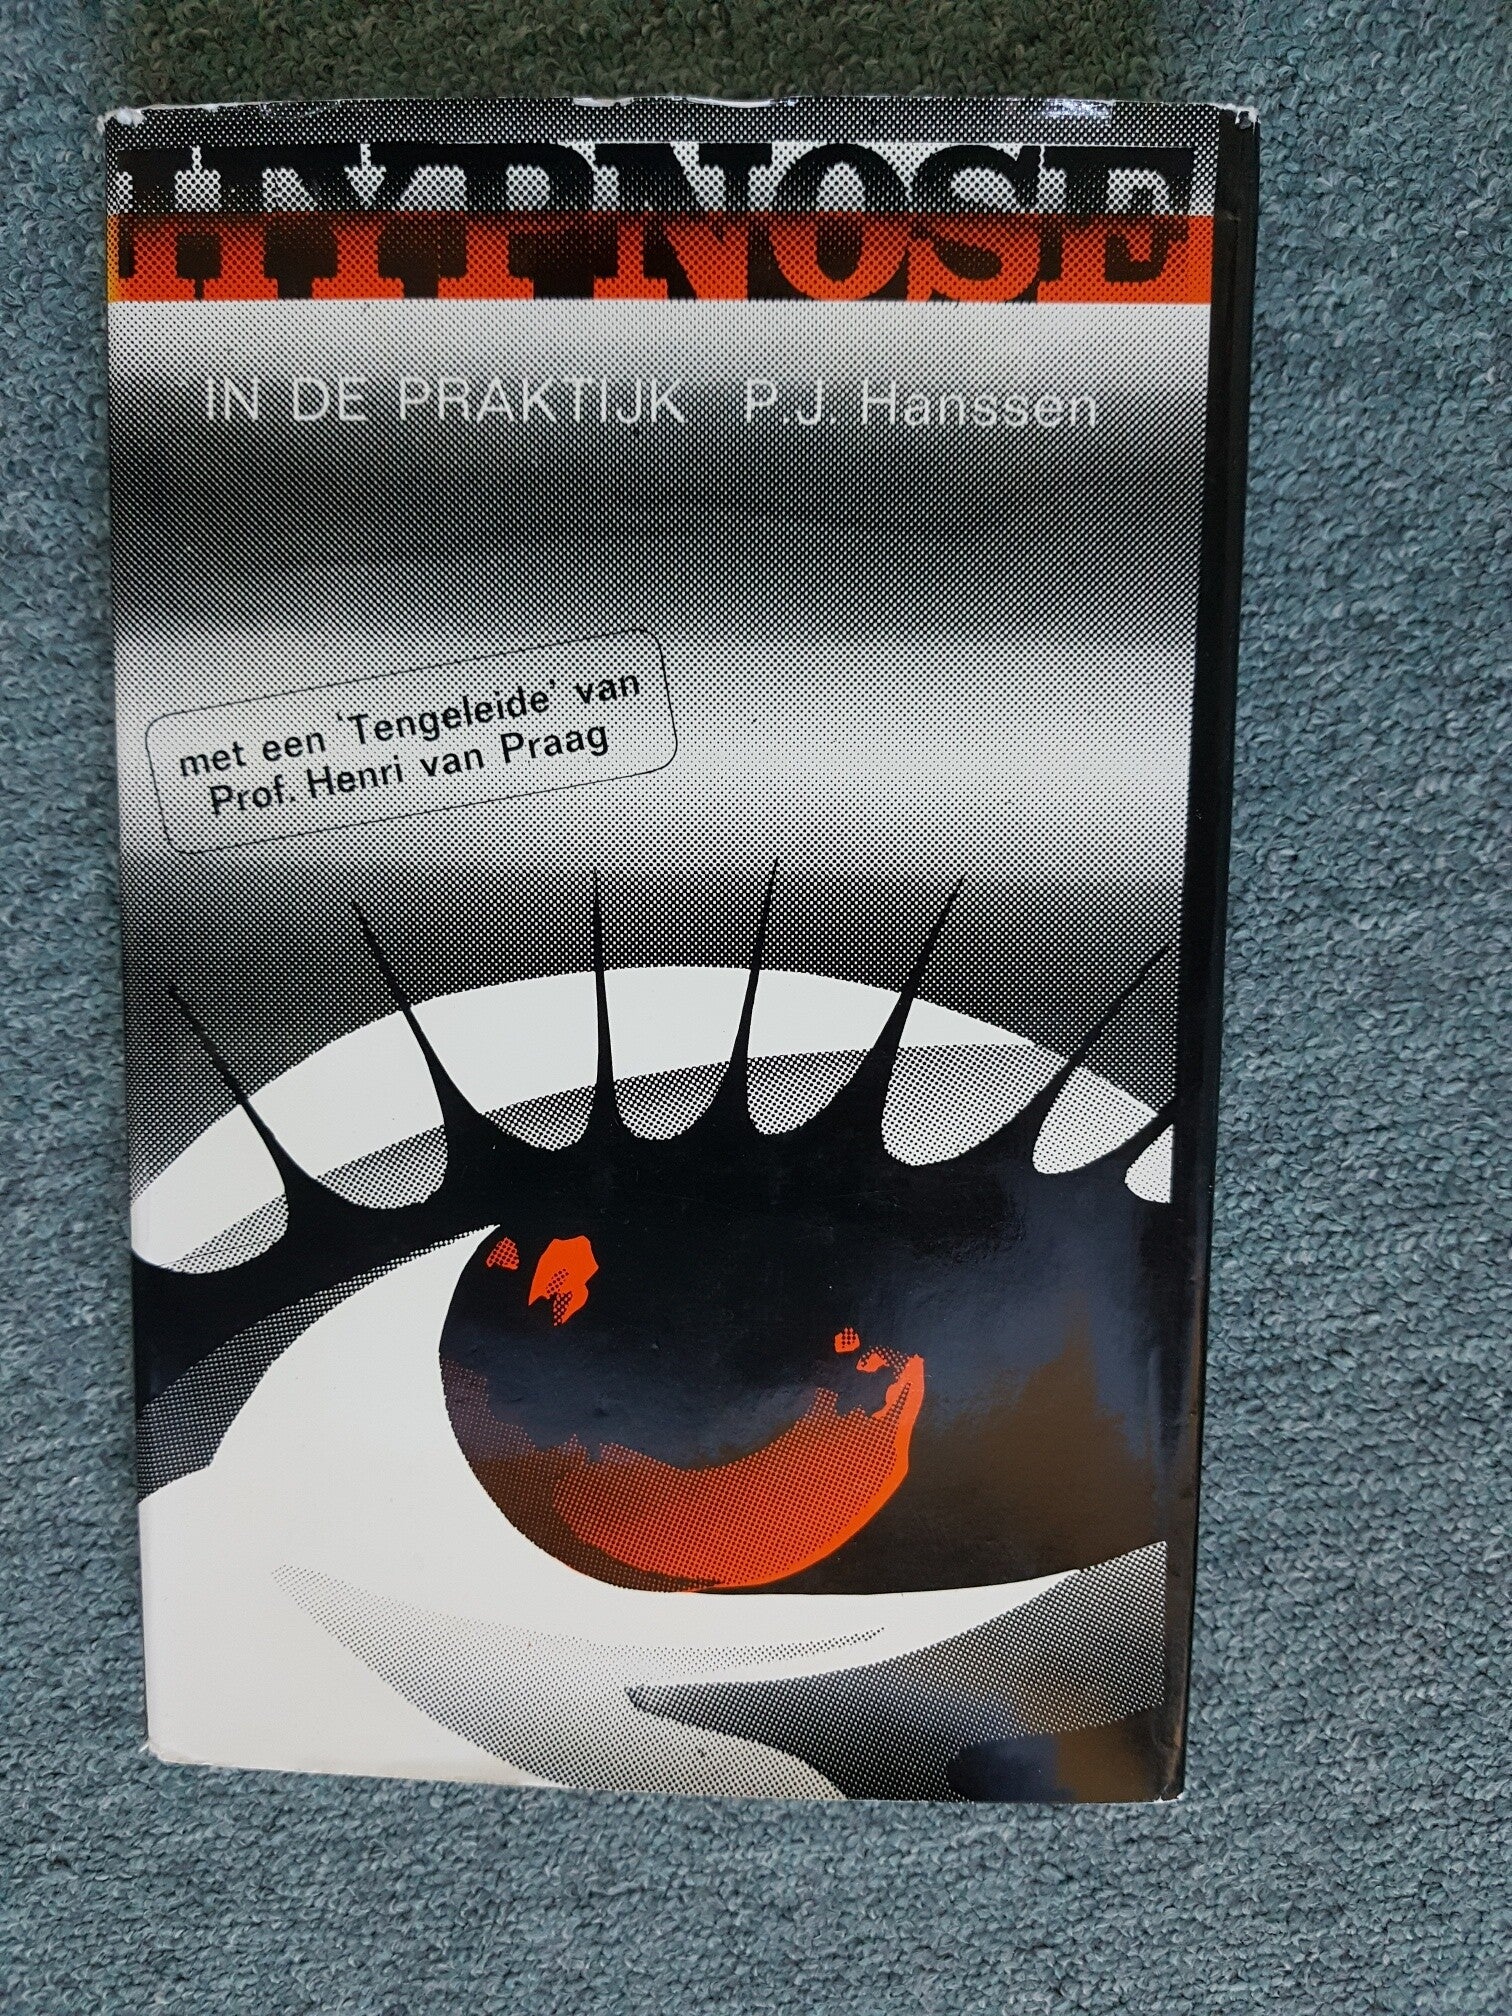 HYPNOSE
IN DE PRAKTIJK P.J. Hanssen
met een 'Tengeleide' van
Prof. Henri van Praag